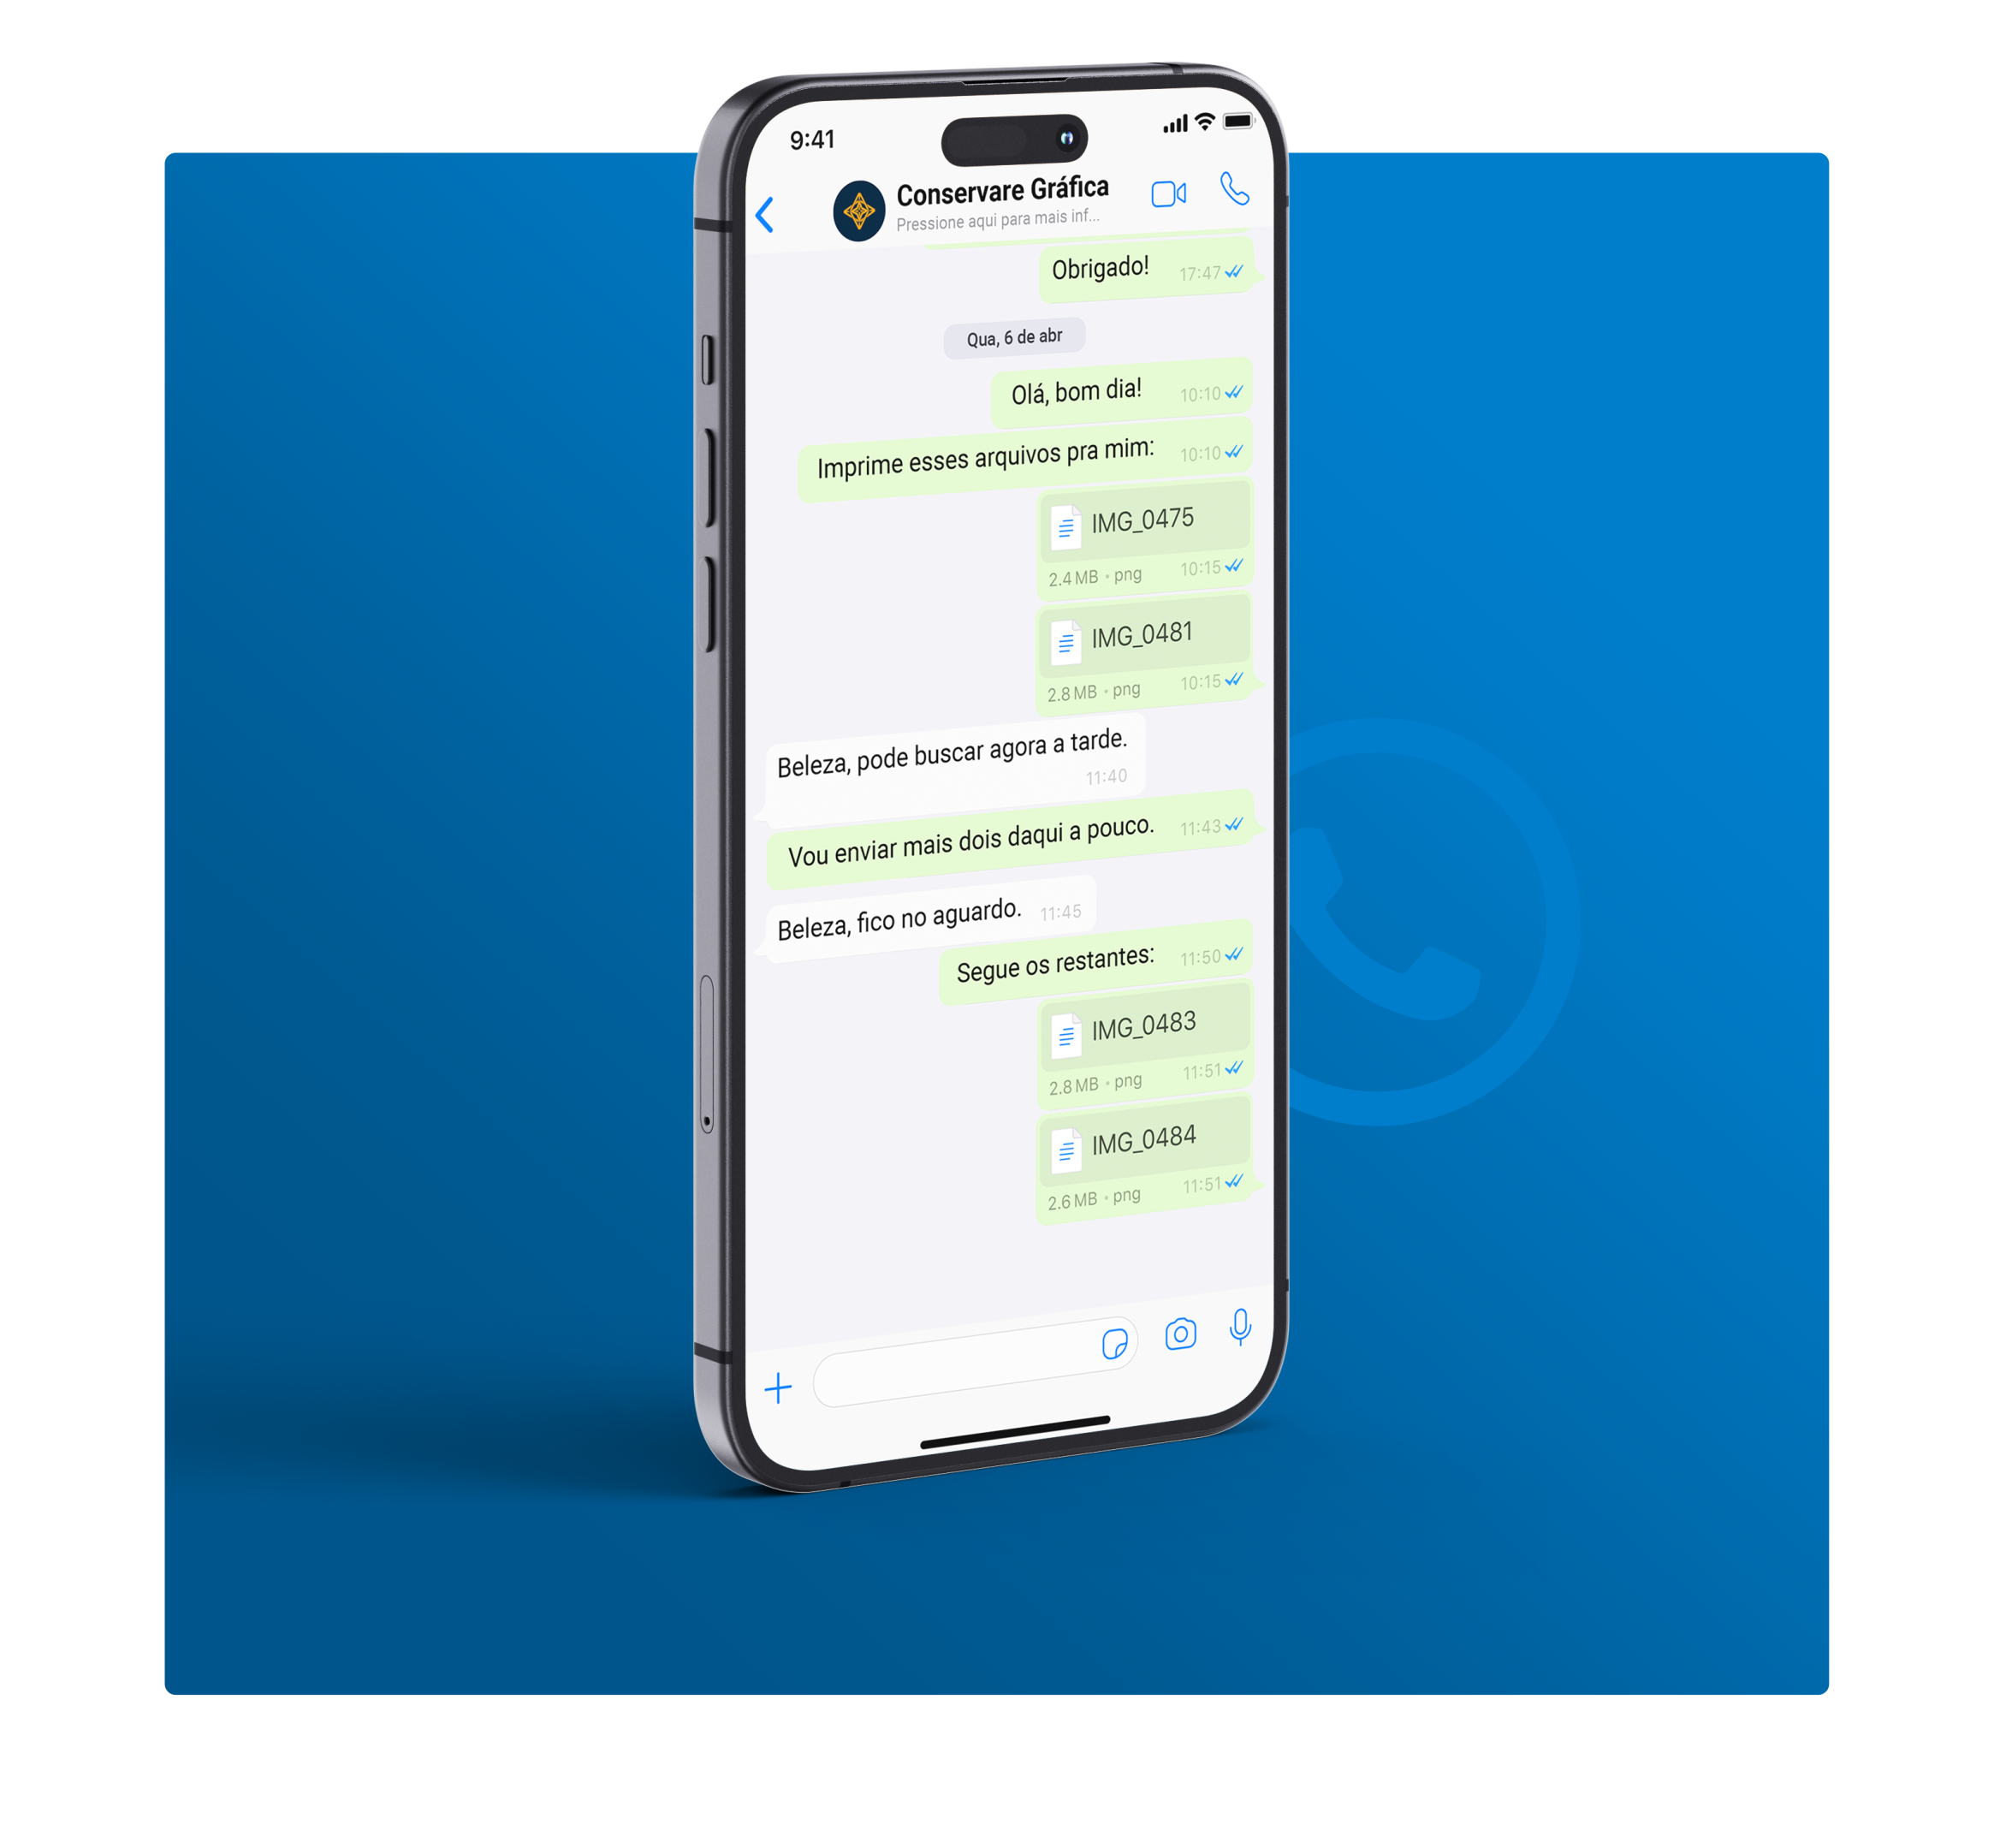 9:41
Conservare Gráfica
Pressione aqui para mais inf...
Obrigado! 17:47
Qua, 6 de abr
Olá, bom dia! 10:10
Imprime esses arquivos pra mim: 10:10
IMG_0475
2.4 MB • png 10:15
IMG_0481
2.8 MB • png 10:15
Beleza, pode buscar agora a tarde.
11:40
Vou enviar mais dois daqui a pouco. 11:43
Beleza, fico no aguardo. 11:45
Segue os restantes: 11:50
IMG_0483
2.8 MB • png 11:51
IMG_0484
2.6 MB • png 11:51